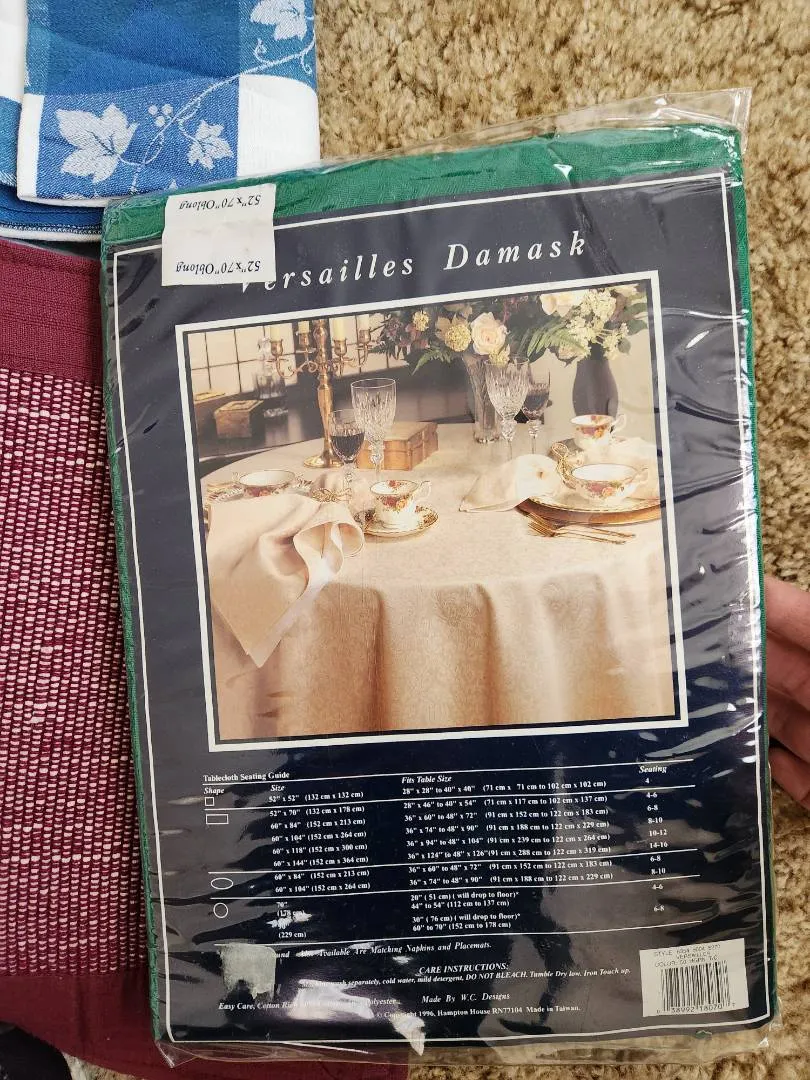 52"x70"Oblong
52"x70"Oblong
Versailles Damask
Tablecloth Seating Guide
Shape Size Fits Table Size Seating
52" x 52" (132 cm x 132 cm) 28" x 28" to 40" x 40" (71 cm x 71 cm to 102 cm x 102 cm) 4
52" x 70" (132 cm x 178 cm) 28" x 46" to 40" x 54" (71 cm x 117 cm to 102 cm x 137 cm) 4-6
60" x 84" (152 cm x 213 cm) 36" x 60" to 48" x 72" (91 cm x 152 cm to 122 cm x 183 cm) 6-8
60" x 104" (152 cm x 264 cm) 36" x 74" to 48" x 90" (91 cm x 188 cm to 122 cm x 229 cm) 8-10
60" x 118" (152 cm x 300 cm) 36" x 94" to 48" x 104" (91 cm x 239 cm to 122 cm x 264 cm) 10-12
60" x 144" (152 cm x 364 cm) 36" x 124" to 48" x 126" (91 cm x 288 cm to 122 cm x 319 cm) 14-16
60" x 84" (152 cm x 213 cm) 36" x 60" to 48" x 72" (91 cm x 152 cm to 122 cm x 183 cm) 6-8
60" x 104" (152 cm x 264 cm) 36" x 74" to 48" x 90" (91 cm x 188 cm to 122 cm x 229 cm) 8-10
70" 20" ( 51 cm) ( will drop to floor)* 4-6
(178 cm) 44" to 54" (112 cm to 137 cm)
30" ( 76 cm) ( will drop to floor)* 6-8
(229 cm) 60" to 70" (152 cm to 178 cm)
Available Are Matching Napkins and Placemats.
CARE INSTRUCTIONS:
wash separately, cold water, mild detergent, DO NOT BLEACH. Tumble Dry low. Iron Touch up.
Easy Care, Cotton Polyester Made By W.C. Designs
© Copyright 1996, Hampton House RN77104 Made in Taiwan.
STYLE
VERSAILLES
COLOR: